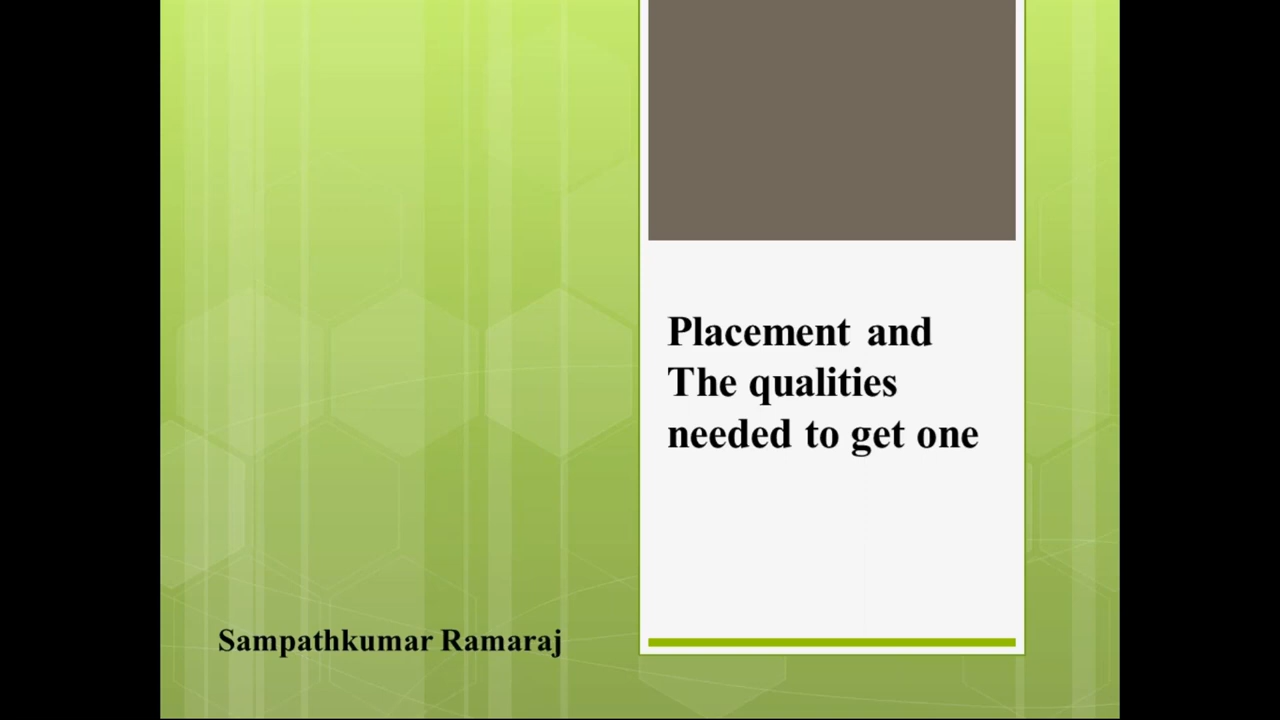 Placement and
The qualities
needed to get one
Sampathkumar Ramaraj